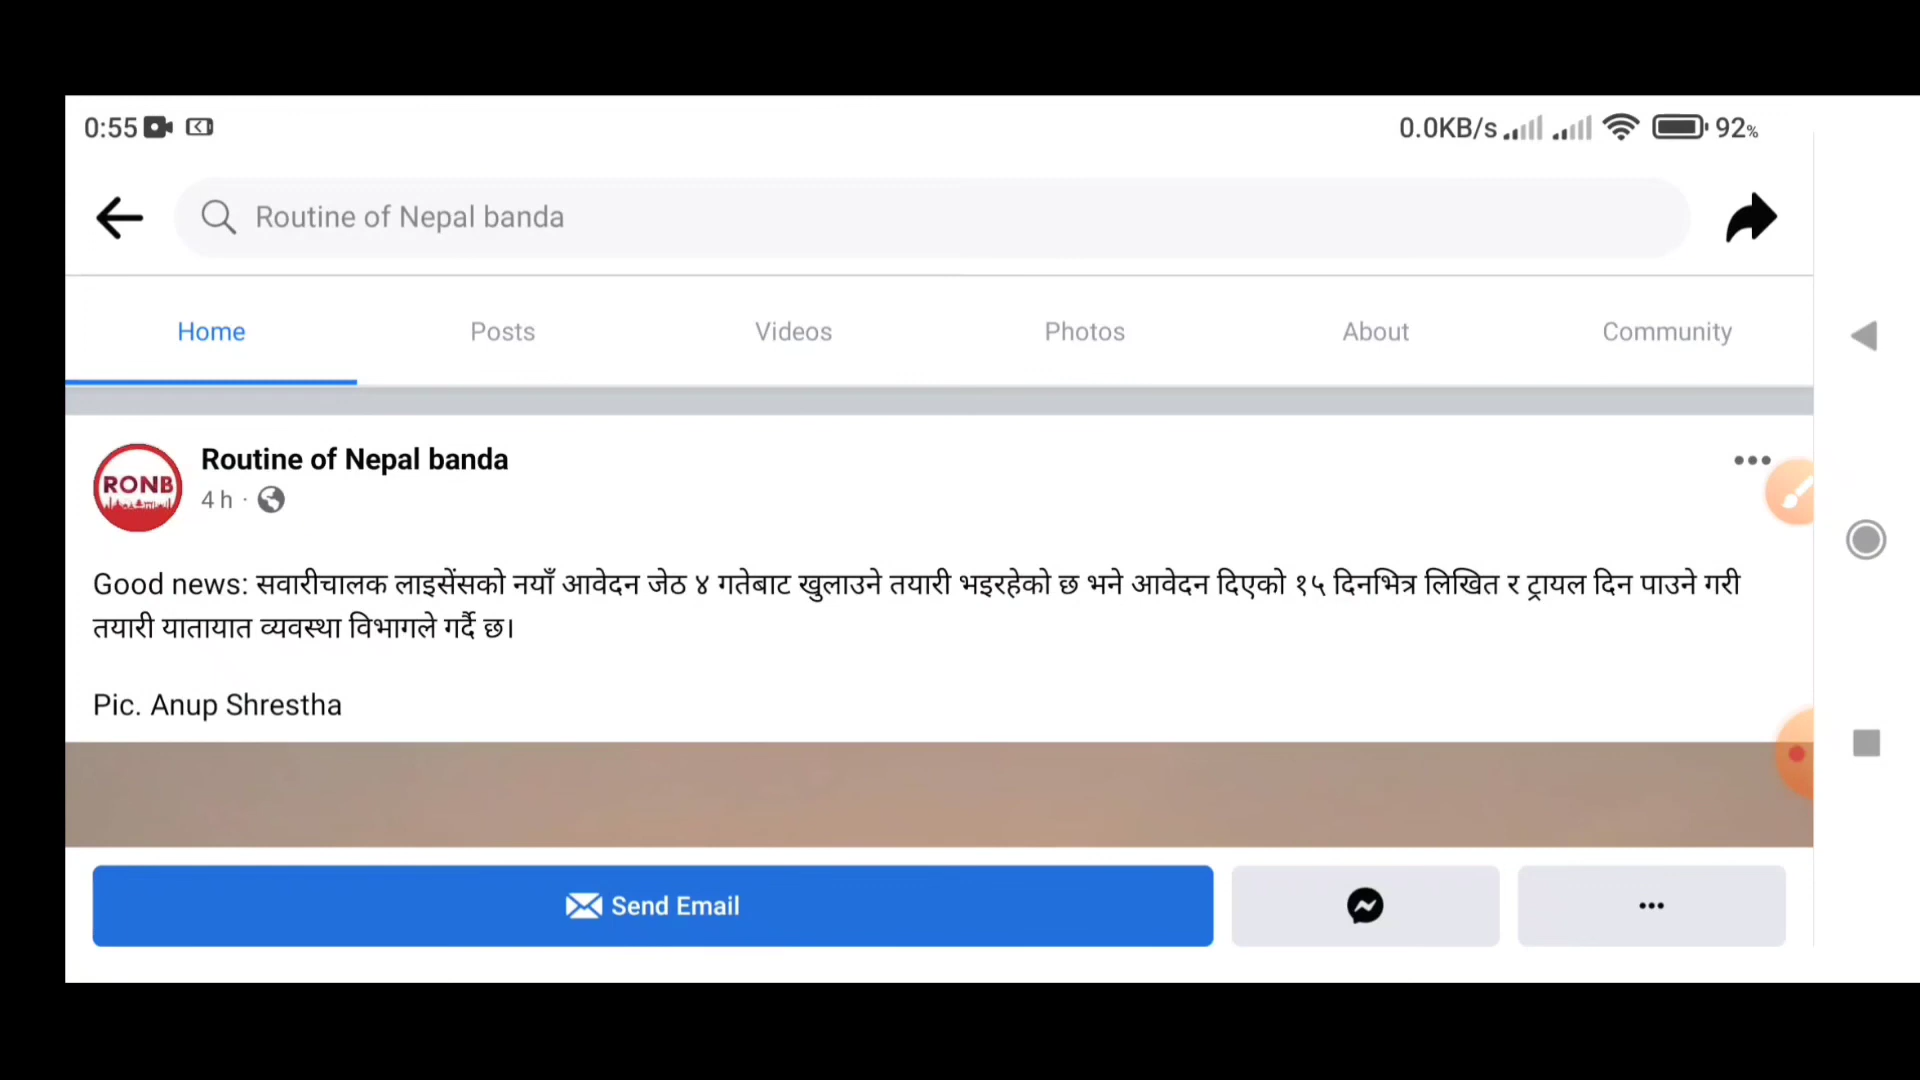 0:55 0.0KB/s 92%
Routine of Nepal banda
Home Posts Videos Photos About Community
Routine of Nepal banda
RONB
4 h ·
Good news: सवारीचालक लाइसेंसको नयाँ आवेदन जेठ ४ गतेबाट खुलाउने तयारी भइरहेको छ भने आवेदन दिएको १५ दिनभित्र लिखित र ट्रायल दिन पाउने गरी
तयारी यातायात व्यवस्था विभागले गर्दै छ।
Pic. Anup Shrestha
Send Email